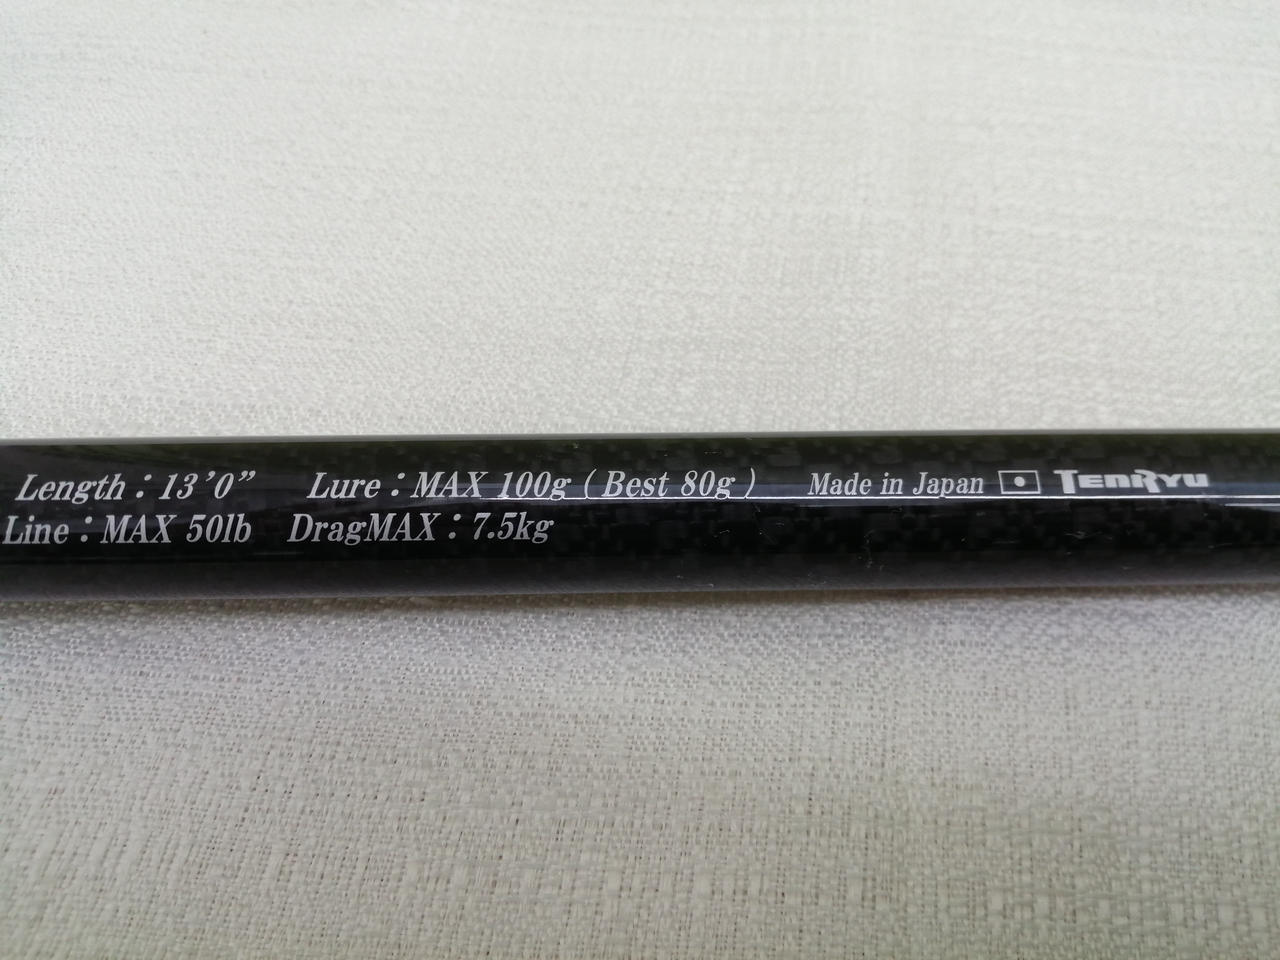 Length : 13'0" Lure : MAX 100g ( Best 80g ) Made in Japan TENRYU
Line : MAX 50lb DragMAX : 7.5kg